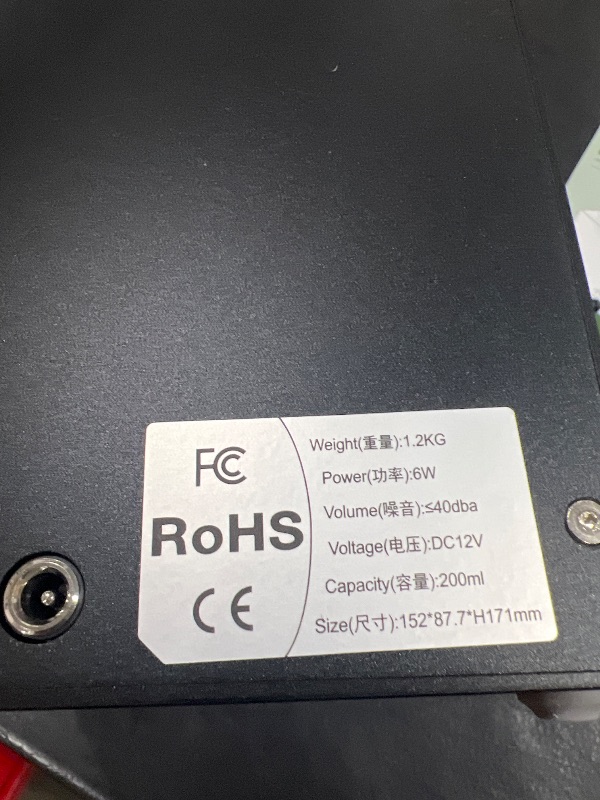 FC
RoHS
CE
Weight(重量):1.2KG
Power(功率):6W
Volume(噪音):≤40dba
Voltage(电压):DC12V
Capacity(容量):200ml
Size(尺寸):152*87.7*H171mm